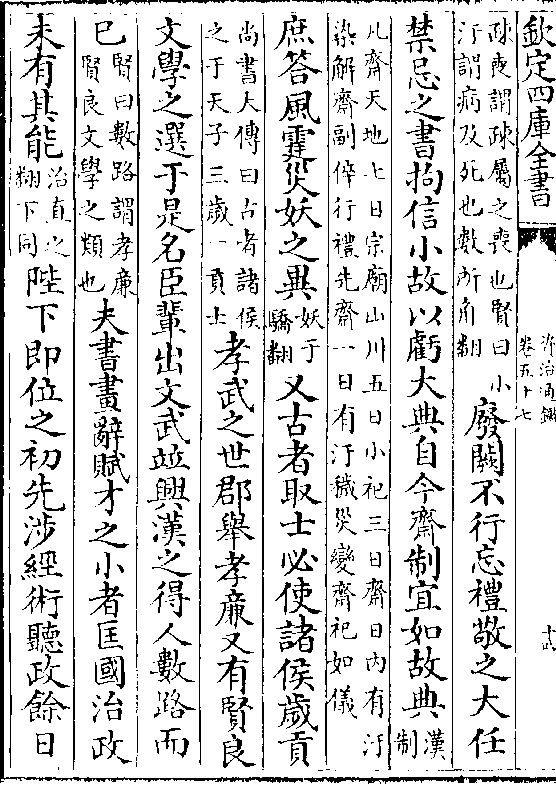 欽定四庫全書
資治通鑑
卷五十七
疎喪謂疎屬之喪也賢曰小
汙謂病及死也數所角翻
廢闕不行忘禮敬之大任
禁忌之書拘信小故以虧大典自今齋制宜如故典
漢
制
凡齋天地七日宗廟山川五日小祀三日齋日内有汙
染解齋副倅行禮先齋一日有汙穢災變齋祀如儀
庶答風霆災妖之異
妖于
驕翻
又古者取士必使諸侯歲貢
尚書大傳曰古者諸侯
之于天子三歲一貢士
孝武之世郡舉孝廉又有賢良
文學之選于是名臣輩出文武並興漢之得人數路而
已
賢曰數路謂孝廉
賢良文學之類也
夫書畫辭賦才之小者匡國治政
未有其能
治直之
翻下同
陛下即位之初先涉經術聽政餘日